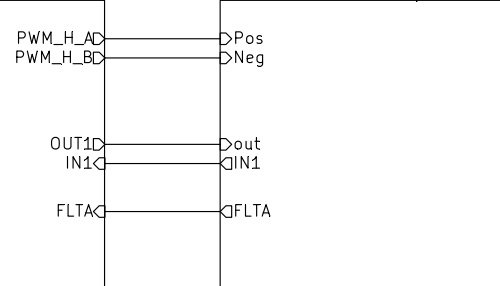 PWM_H_A Pos
PWM_H_B Neg
OUT1 out
IN1 IN1
FLTA FLTA